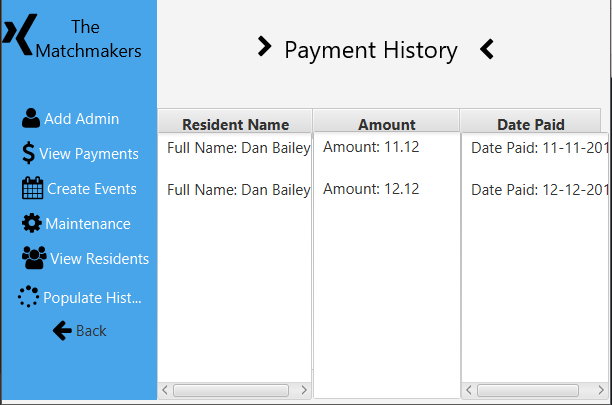 The
Matchmakers
Add Admin
View Payments
Create Events
Maintenance
View Residents
Populate Hist...
Back
Payment History
Resident Name Amount Date Paid
Full Name: Dan Bailey Amount: 11.12 Date Paid: 11-11-201
Full Name: Dan Bailey Amount: 12.12 Date Paid: 12-12-201